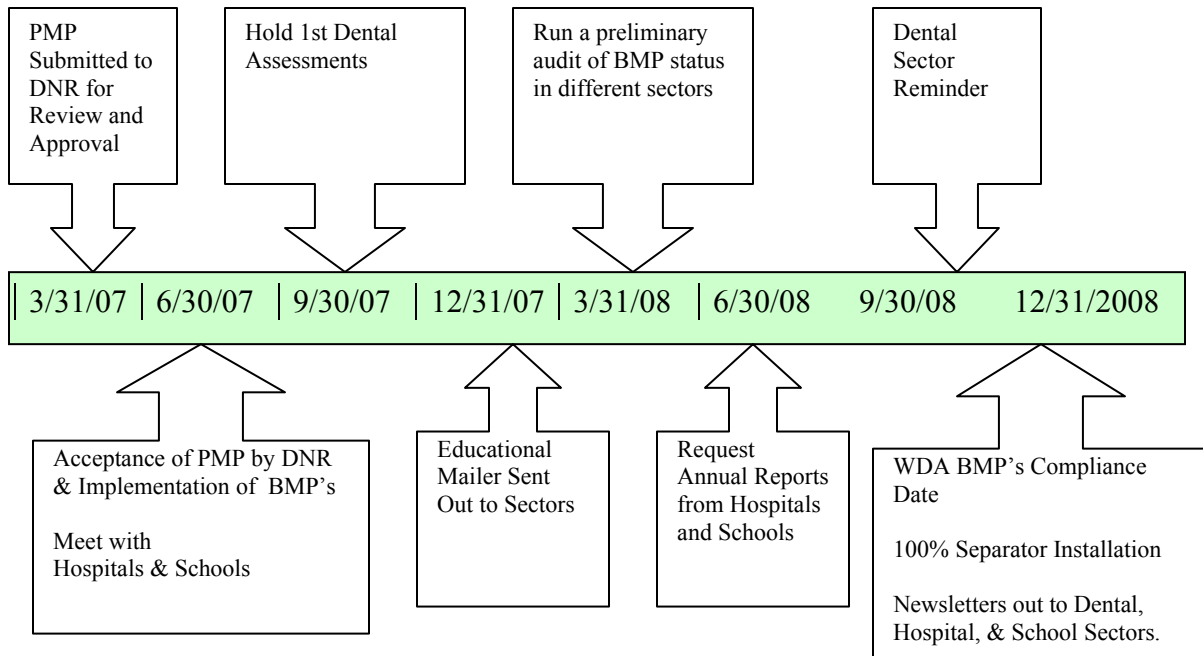 PMP
Submitted to
DNR for
Review and
Approval
Hold 1st Dental
Assessments
Run a preliminary
audit of BMP status
in different sectors
Dental
Sector
Reminder
3/31/07 6/30/07 9/30/07 12/31/07 3/31/08 6/30/08 9/30/08 12/31/2008
Acceptance of PMP by DNR
& Implementation of BMP's
Meet with
Hospitals & Schools
Educational
Mailer Sent
Out to Sectors
Request
Annual Reports
from Hospitals
and Schools
WDA BMP's Compliance
Date
100% Separator Installation
Newsletters out to Dental,
Hospital, & School Sectors.